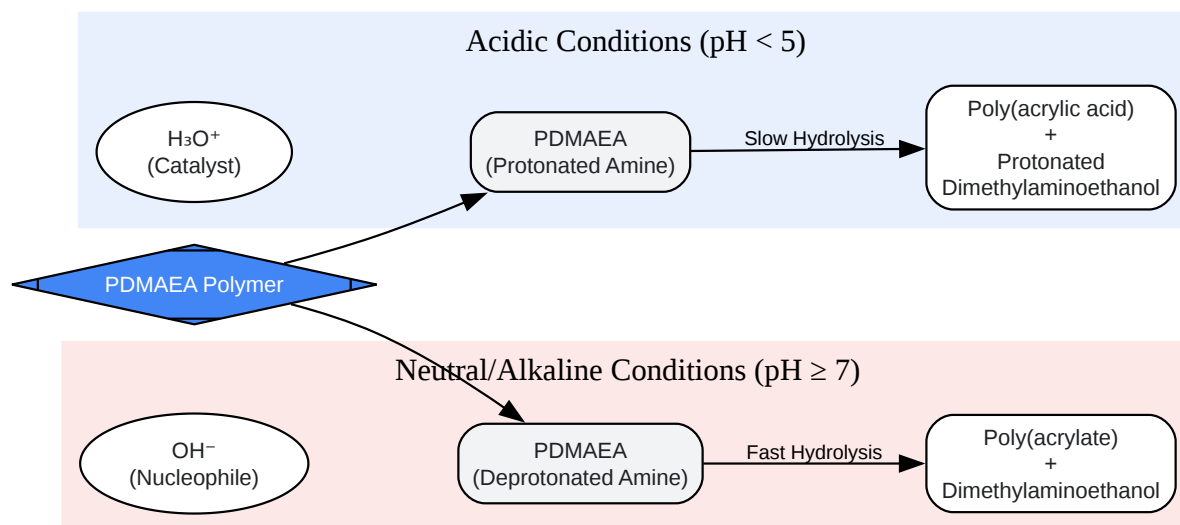 Acidic Conditions (pH < 5)
H₃O⁺
(Catalyst)
PDMAEA
(Protonated Amine)
Slow Hydrolysis
Poly(acrylic acid)
+
Protonated
Dimethylaminoethanol
PDMAEA Polymer
Neutral/Alkaline Conditions (pH ≥ 7)
OH⁻
(Nucleophile)
PDMAEA
(Deprotonated Amine)
Fast Hydrolysis
Poly(acrylate)
+
Dimethylaminoethanol